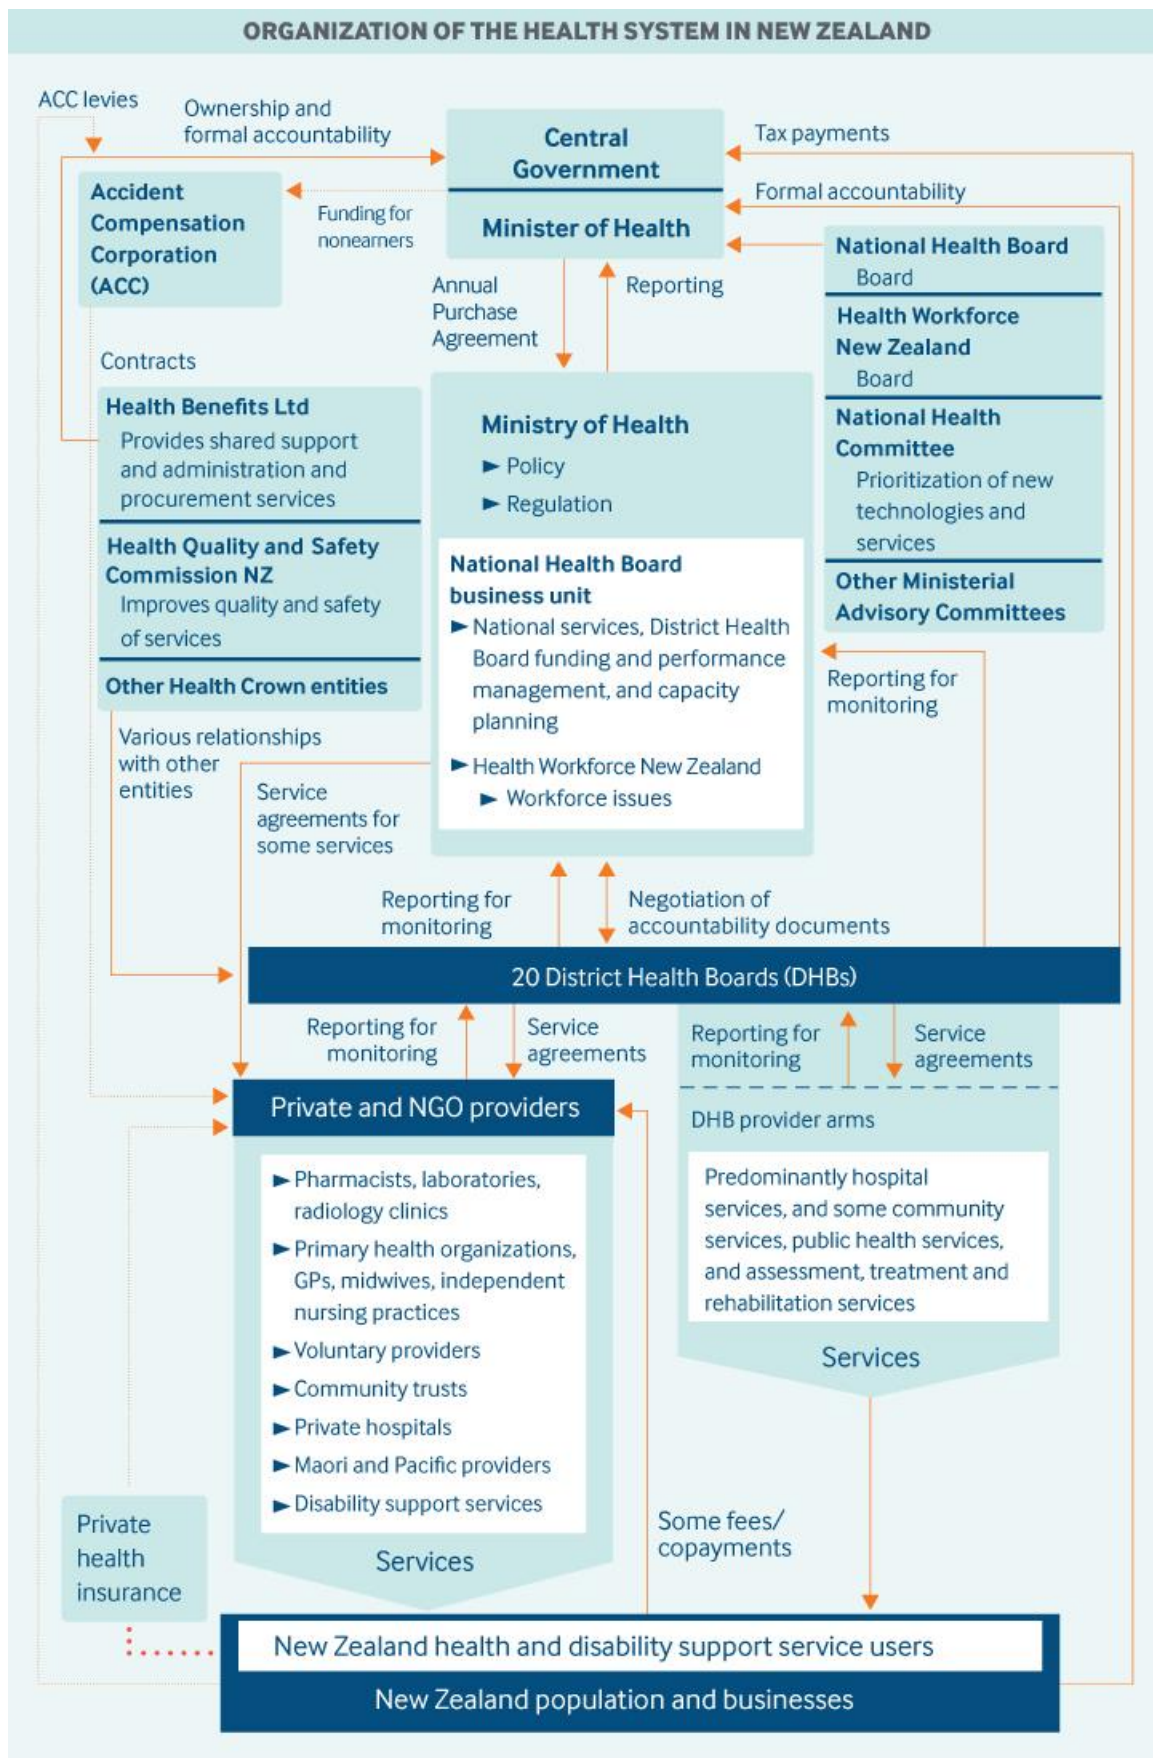 ORGANIZATION OF THE HEALTH SYSTEM IN NEW ZEALAND
ACC levies
Ownership and
formal accountability
Central
Government
Tax payments
Accident
Compensation
Corporation
(ACC)
Funding for
nonearners
Minister of Health
Formal accountability
National Health Board
Board
Health Workforce
New Zealand
Board
National Health
Committee
Prioritization of new
technologies and
services
Other Ministerial
Advisory Committees
Annual
Purchase
Agreement
Reporting
Contracts
Health Benefits Ltd
Provides shared support
and administration and
procurement services
Health Quality and Safety
Commission NZ
Improves quality and safety
of services
Other Health Crown entities
Ministry of Health
► Policy
► Regulation
National Health Board
business unit
► National services, District Health
Board funding and performance
management, and capacity
planning
► Health Workforce New Zealand
► Workforce issues
Reporting for
monitoring
Various relationships
with other
entities
Service
agreements for
some services
Reporting for
monitoring
Negotiation of
accountability documents
20 District Health Boards (DHBs)
Reporting for
monitoring
Service
agreements
Reporting for
monitoring
Service
agreements
Private and NGO providers
► Pharmacists, laboratories,
radiology clinics
► Primary health organizations,
GPs, midwives, independent
nursing practices
► Voluntary providers
► Community trusts
► Private hospitals
► Maori and Pacific providers
► Disability support services
Services
DHB provider arms
Predominantly hospital
services, and some community
services, public health services,
and assessment, treatment and
rehabilitation services
Services
Private
health
insurance
Some fees/
copayments
New Zealand health and disability support service users
New Zealand population and businesses